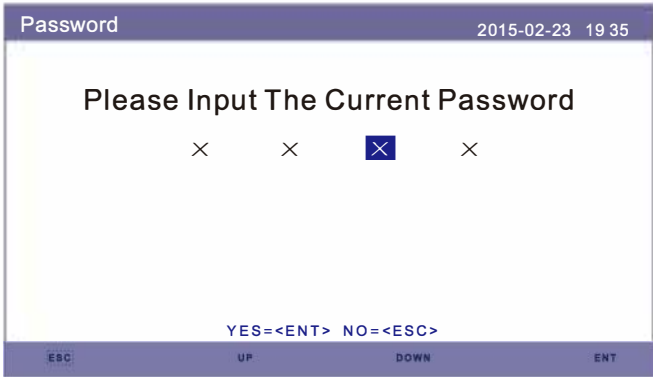 Password 2015-02-23 19 35
Please Input The Current Password
× × × ×
YES=<ENT> NO=<ESC>
ESC UP DOWN ENT